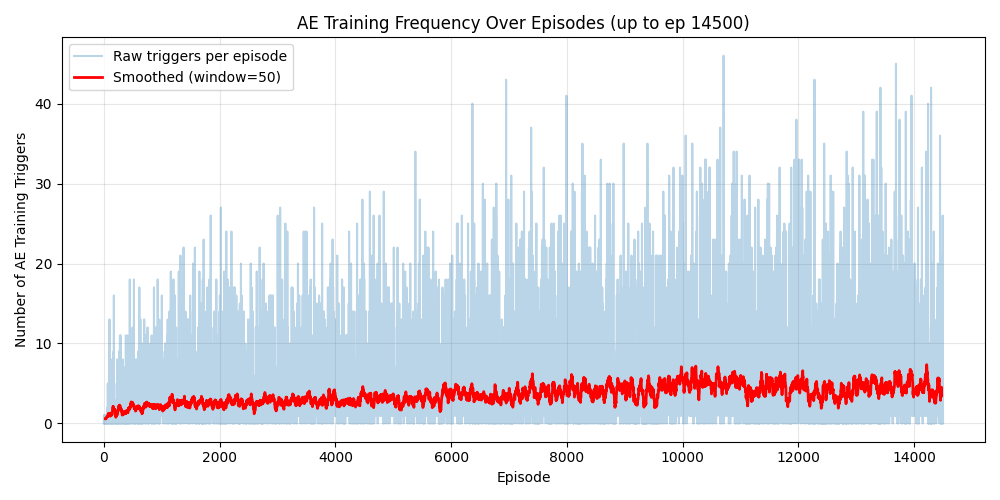 AE Training Frequency Over Episodes (up to ep 14500)
Raw triggers per episode
Smoothed (window=50)
Number of AE Training Triggers
40
30
20
10
0
0 2000 4000 6000 8000 10000 12000 14000
Episode